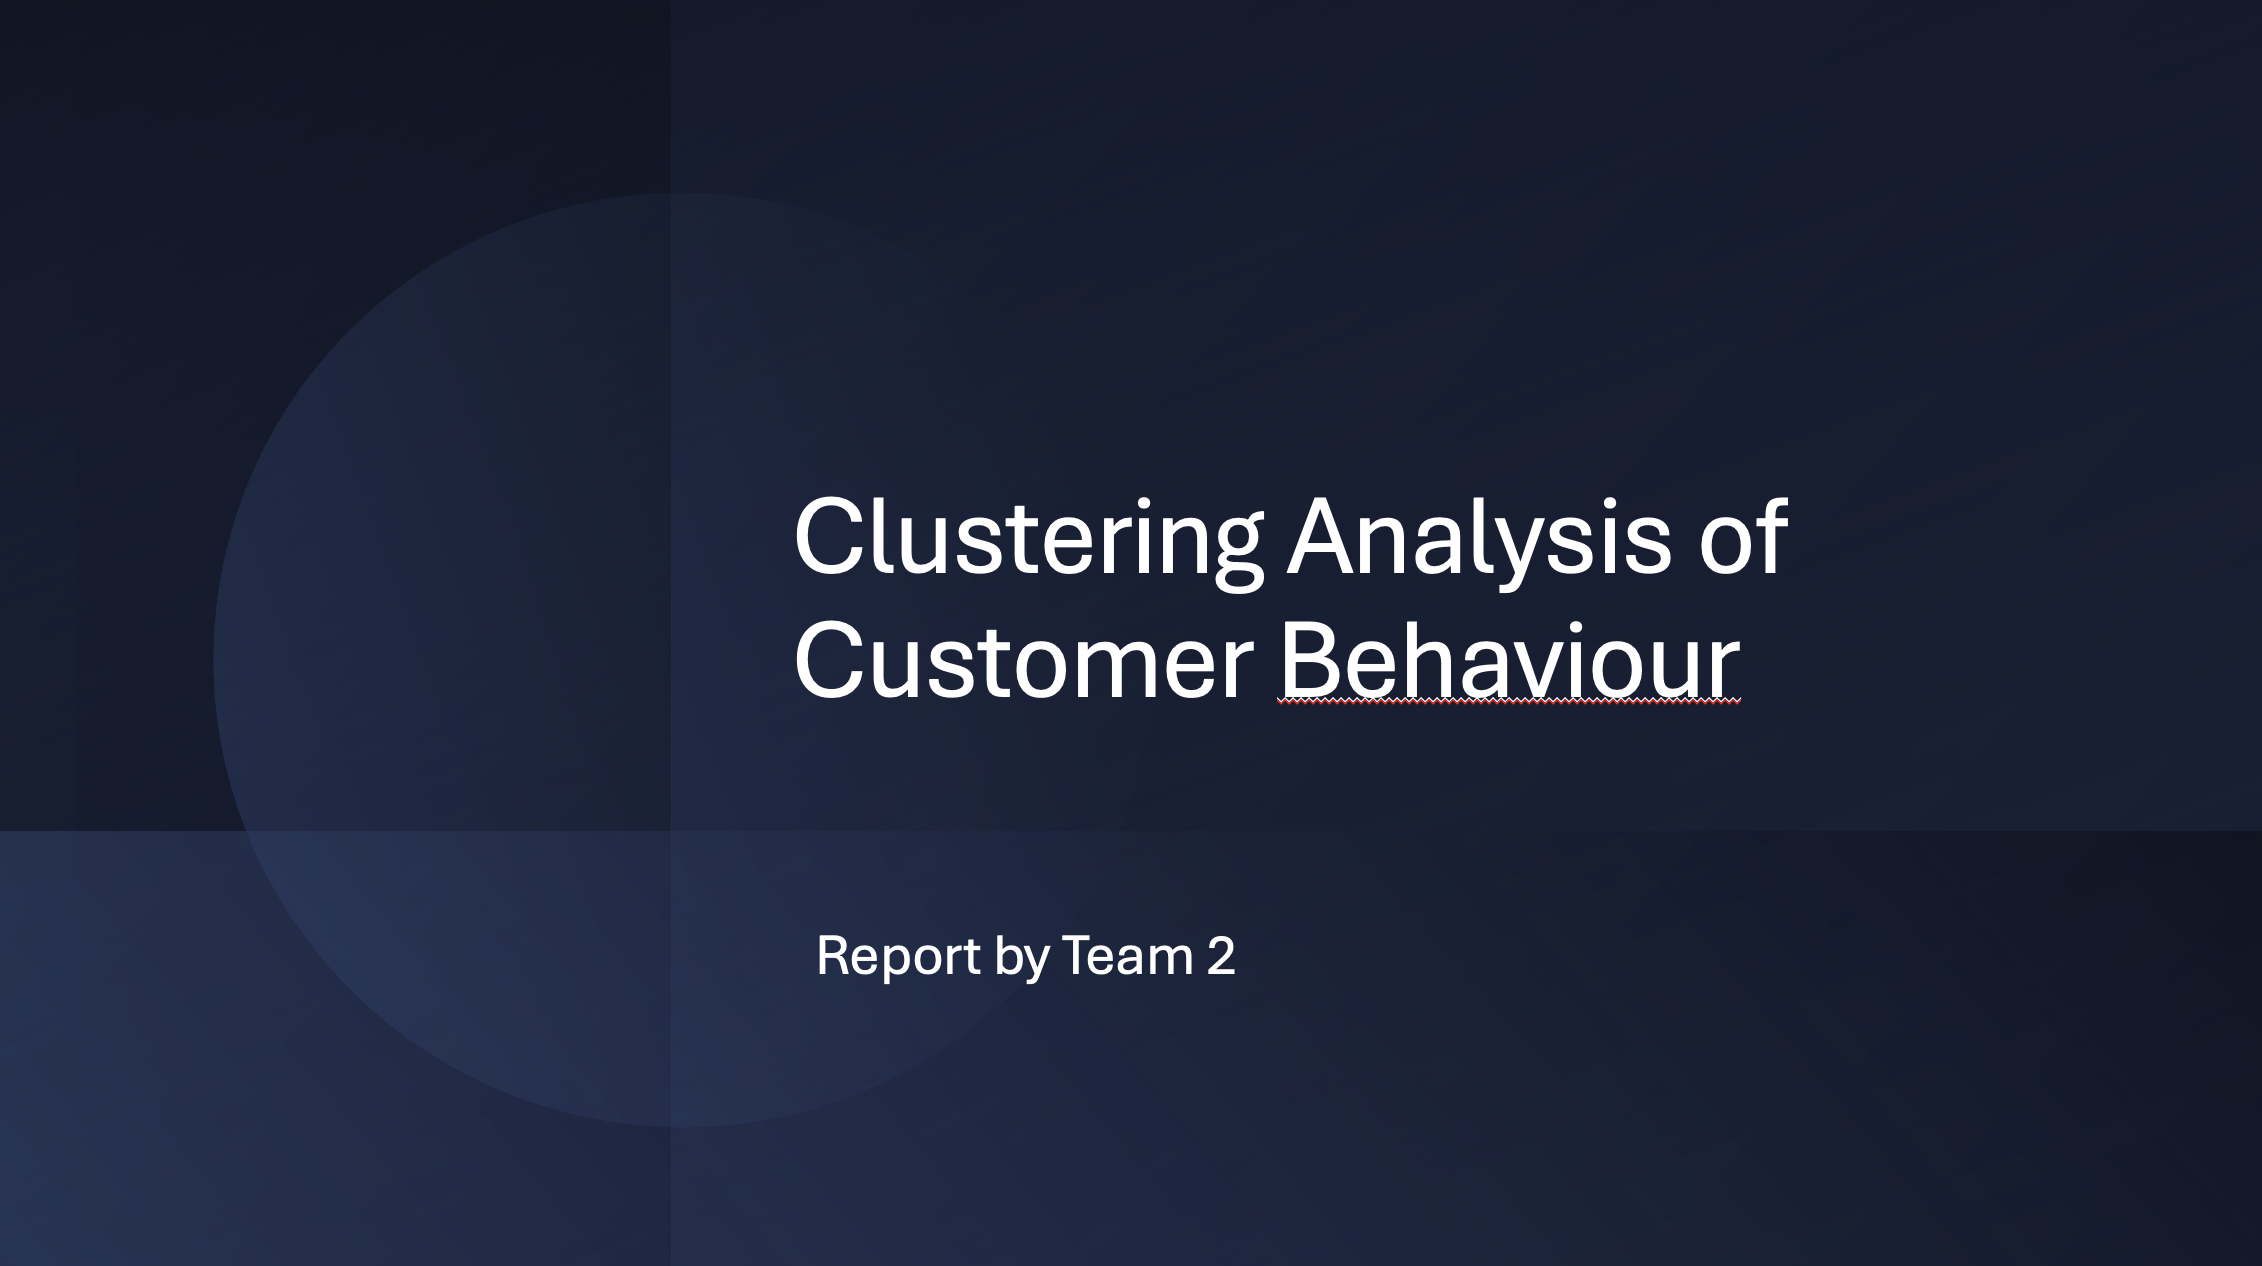 Clustering Analysis of
Customer Behaviour
Report by Team 2